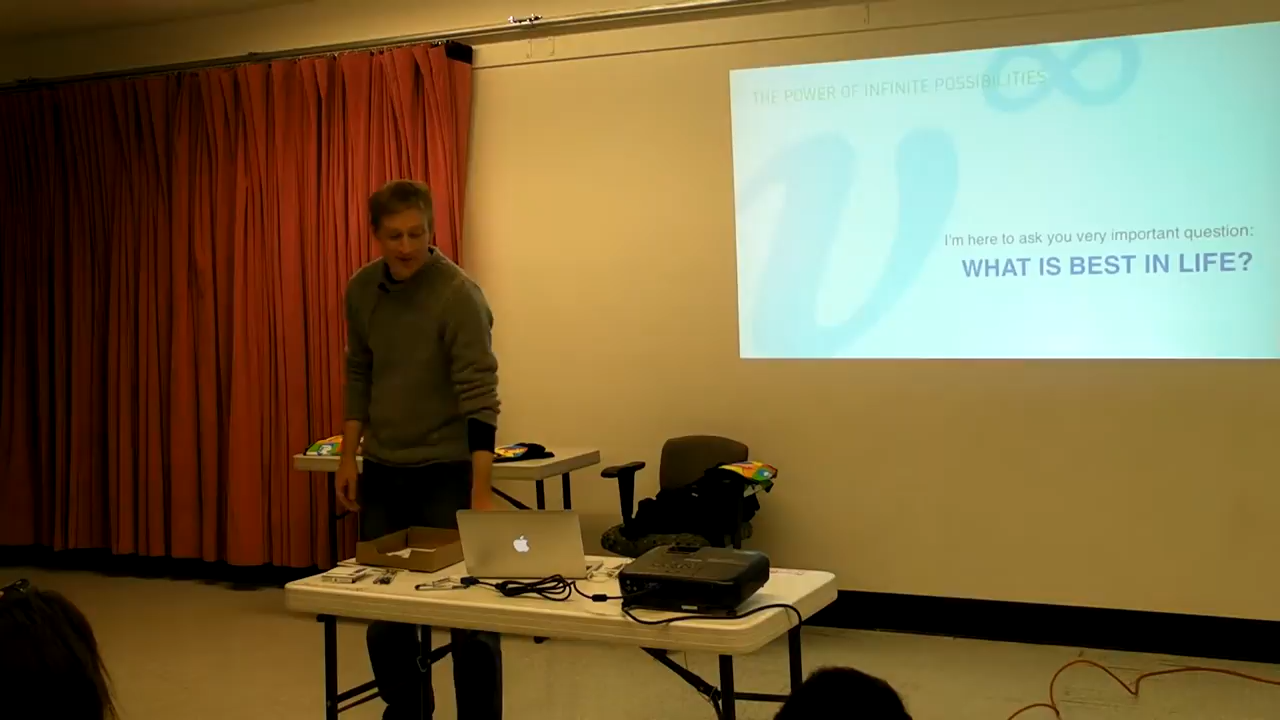 THE POWER OF INFINITE POSSIBILITIES
I'm here to ask you very important question:
WHAT IS BEST IN LIFE?